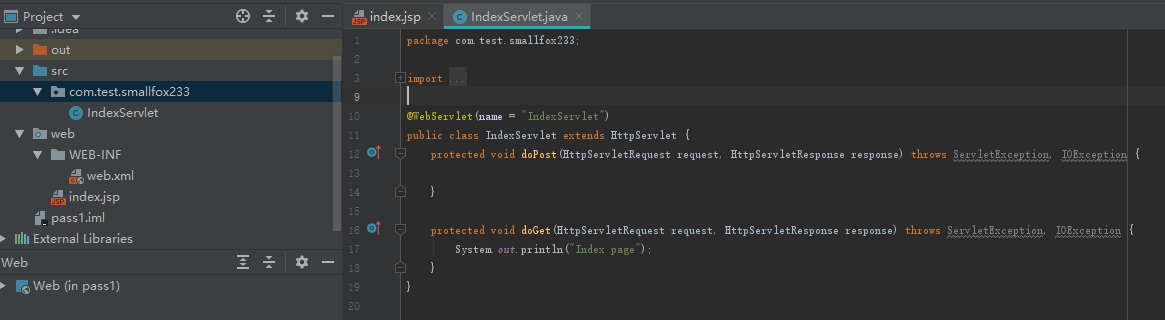 Project
.idea
out
src
com.test.smallfox233
IndexServlet
web
WEB-INF
web.xml
index.jsp
pass1.iml
External Libraries
Web
Web (in pass1)
index.jsp
IndexServlet.java
1 package com.test.smallfox233;
2
3 import ...
9
10 @WebServlet(name = "IndexServlet")
11 public class IndexServlet extends HttpServlet {
12 protected void doPost(HttpServletRequest request, HttpServletResponse response) throws ServletException, IOException {
13
14 }
15
16 protected void doGet(HttpServletRequest request, HttpServletResponse response) throws ServletException, IOException {
17 System.out.println("Index page");
18 }
19 }
20